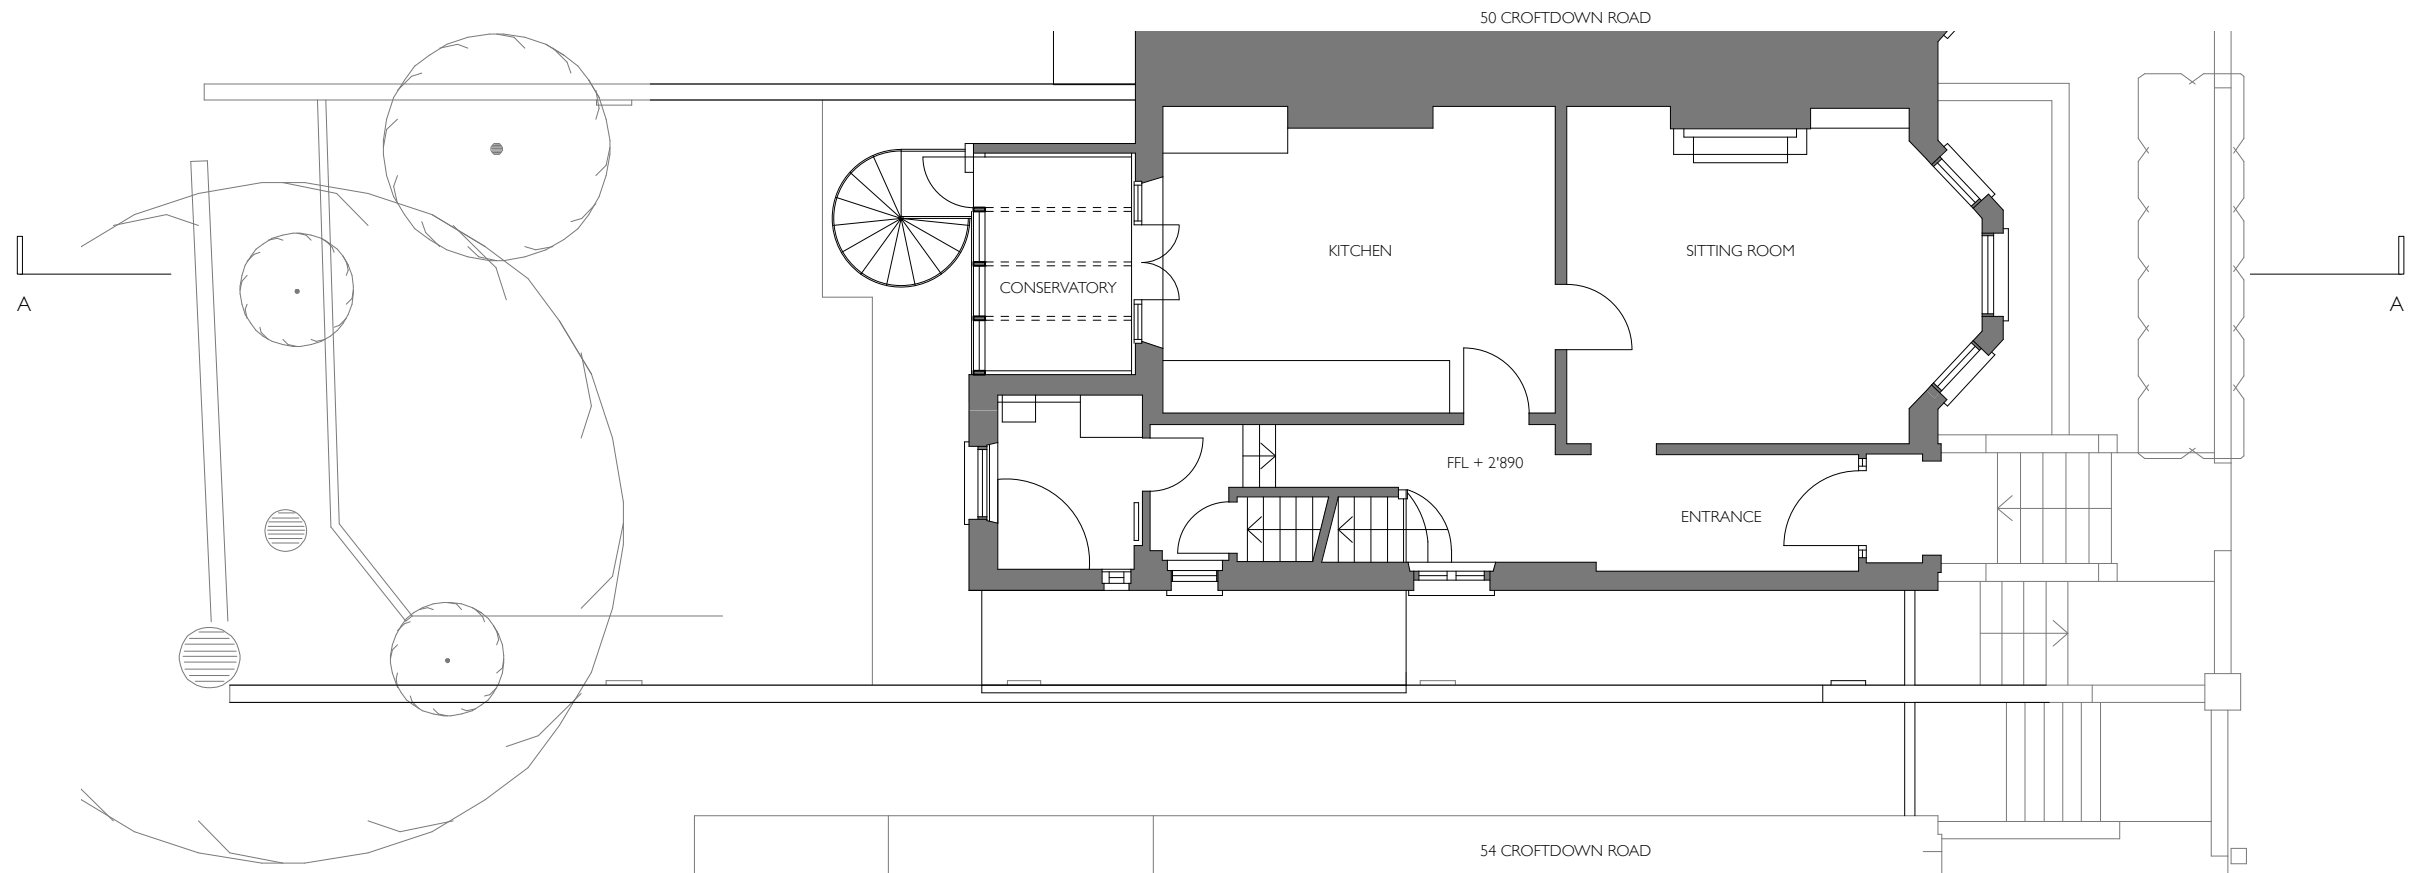 50 CROFTDOWN ROAD
KITCHEN
SITTING ROOM
CONSERVATORY
A
A
FFL + 2'890
ENTRANCE
54 CROFTDOWN ROAD